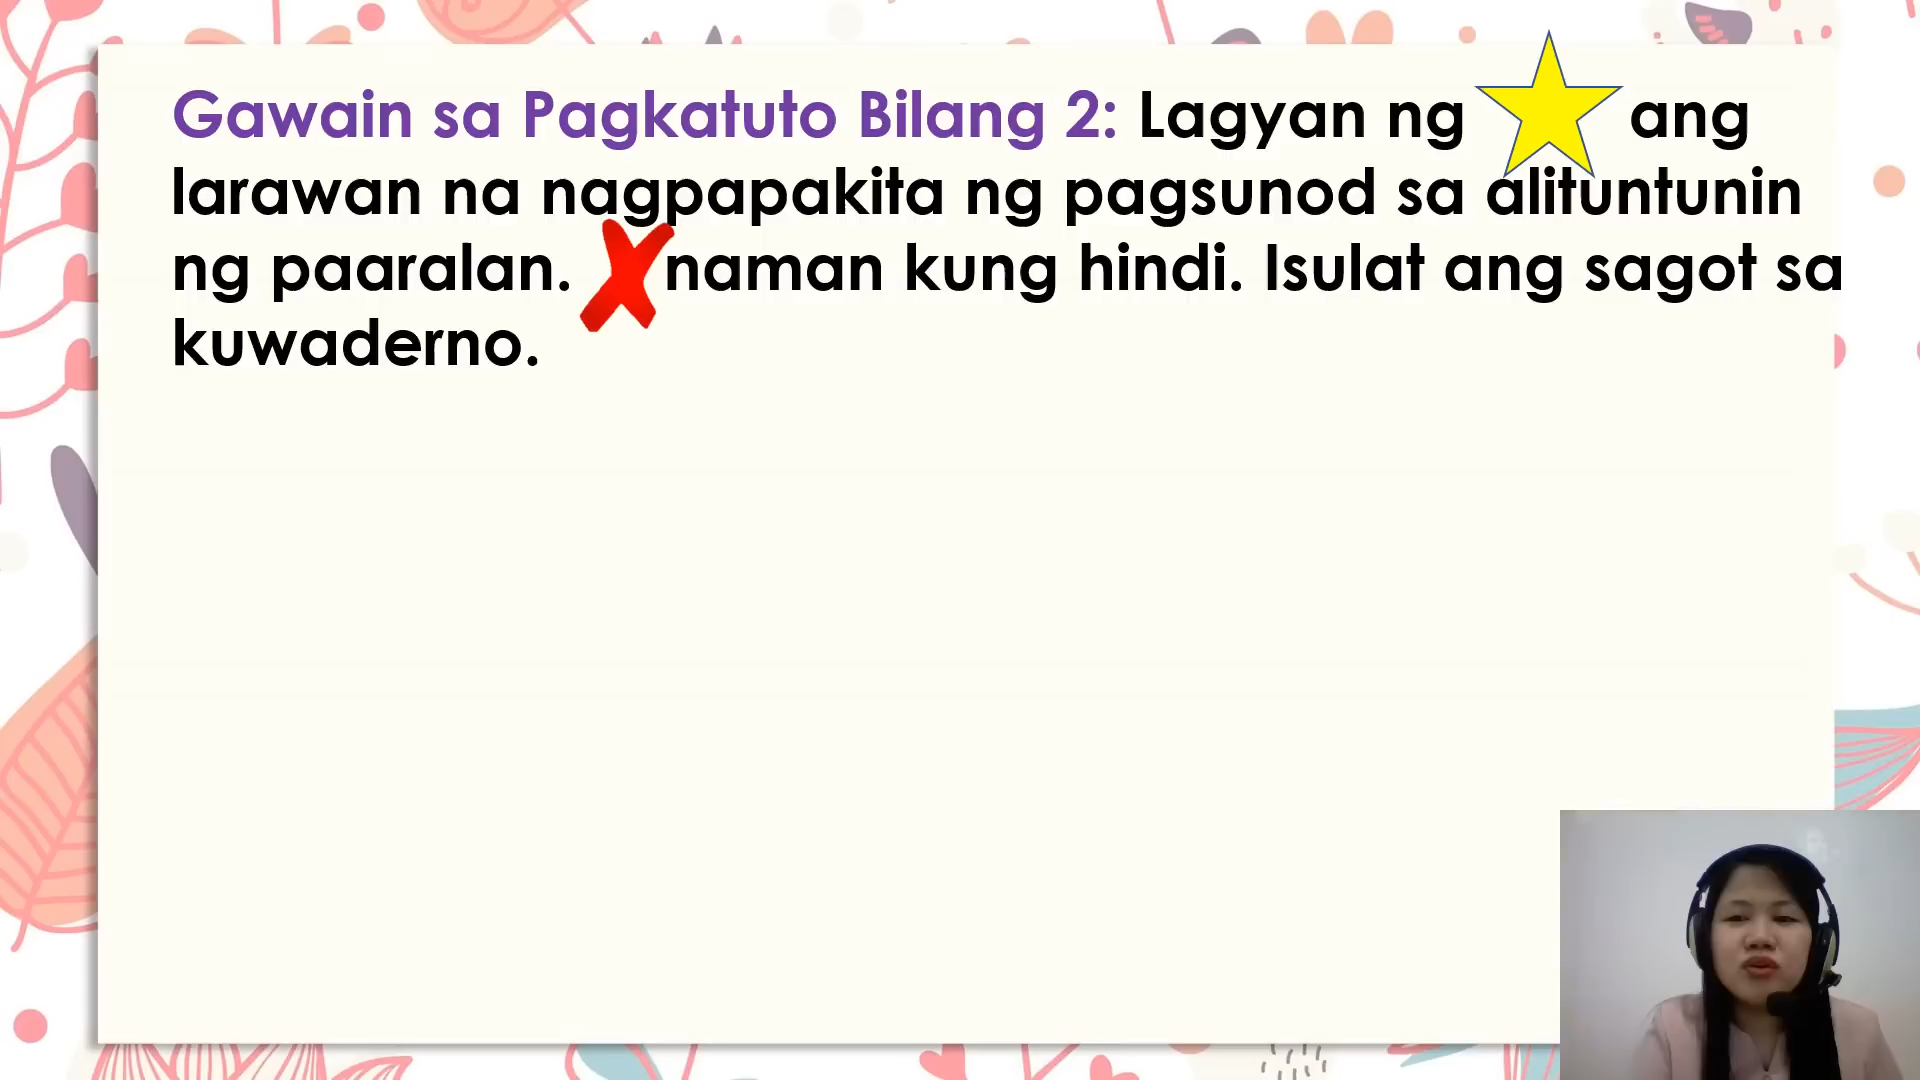 Gawain sa Pagkatuto Bilang 2: Lagyan ng ang
larawan na nagpapakita ng pagsunod sa alituntunin
ng paaralan. naman kung hindi. Isulat ang sagot sa
kuwaderno.